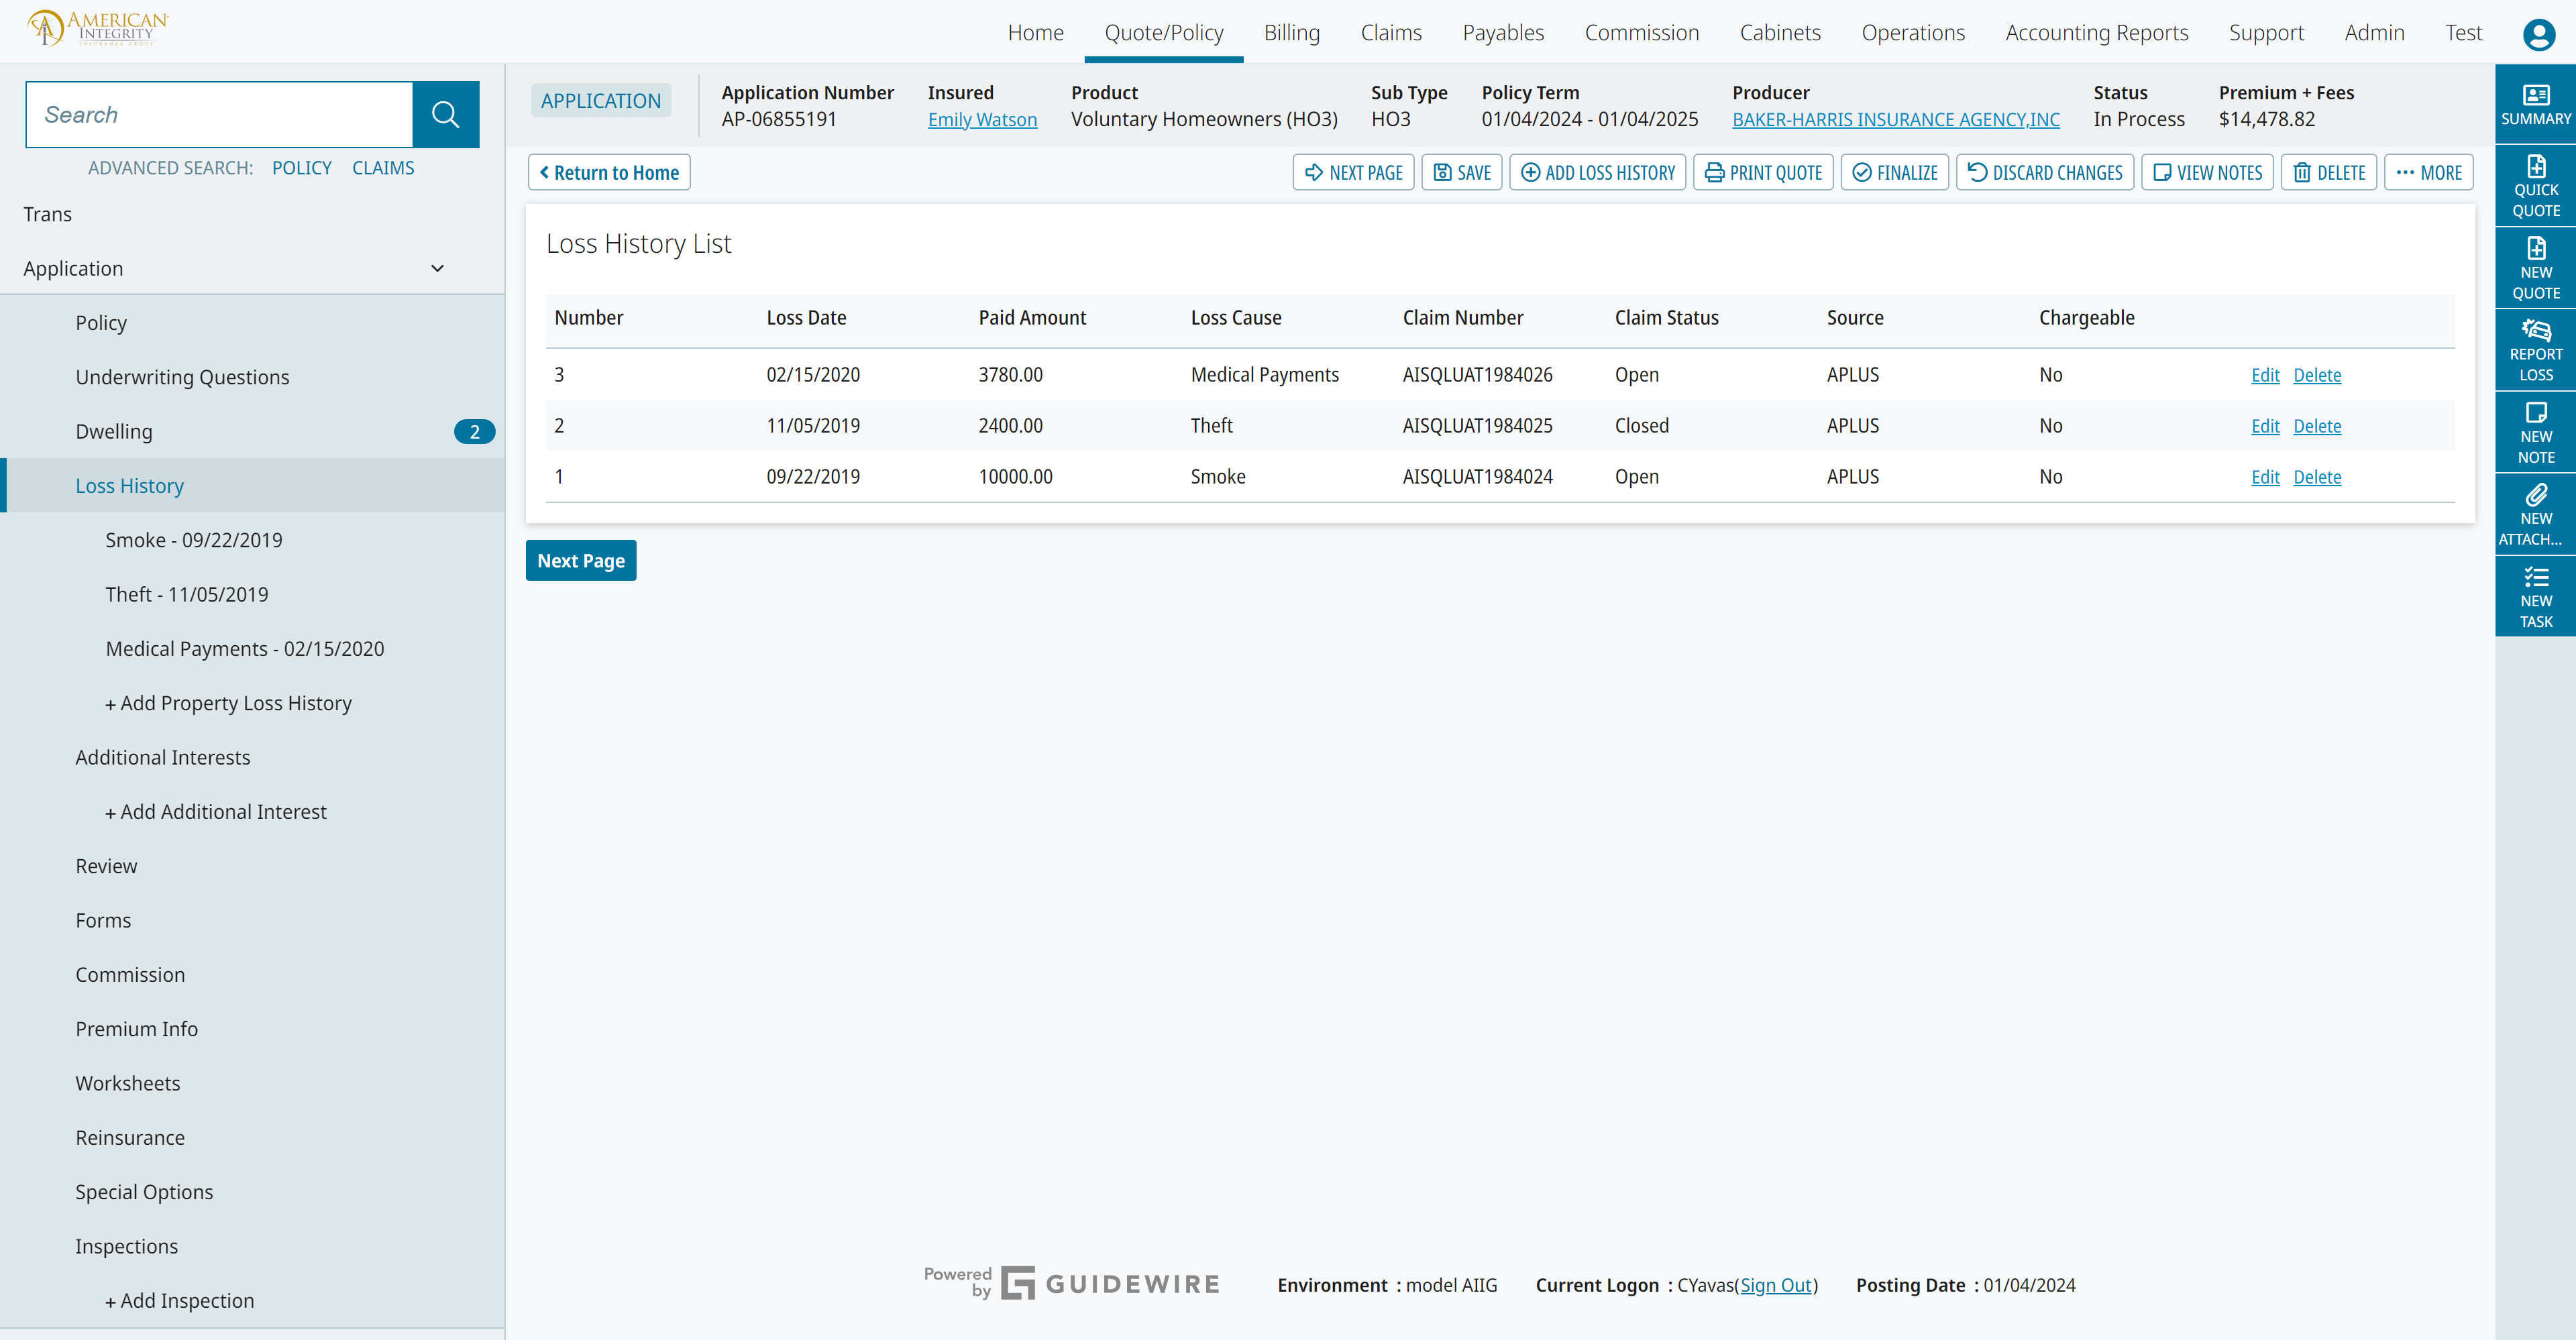 AMERICAN
INTEGRITY
INSURANCE GROUP
Home Quote/Policy Billing Claims Payables Commission Cabinets Operations Accounting Reports Support Admin Test
Search
ADVANCED SEARCH: POLICY CLAIMS
Trans
Application
Policy
Underwriting Questions
Dwelling 2
Loss History
Smoke - 09/22/2019
Theft - 11/05/2019
Medical Payments - 02/15/2020
+ Add Property Loss History
Additional Interests
+ Add Additional Interest
Review
Forms
Commission
Premium Info
Worksheets
Reinsurance
Special Options
Inspections
+ Add Inspection
APPLICATION
Application Number Insured Product Sub Type Policy Term Producer Status Premium + Fees
AP-06855191 Emily Watson Voluntary Homeowners (HO3) HO3 01/04/2024 - 01/04/2025 BAKER-HARRIS INSURANCE AGENCY,INC In Process $14,478.82
Return to Home NEXT PAGE SAVE ADD LOSS HISTORY PRINT QUOTE FINALIZE DISCARD CHANGES VIEW NOTES DELETE MORE
Loss History List
Number Loss Date Paid Amount Loss Cause Claim Number Claim Status Source Chargeable
3 02/15/2020 3780.00 Medical Payments AISQLUAT1984026 Open APLUS No Edit Delete
2 11/05/2019 2400.00 Theft AISQLUAT1984025 Closed APLUS No Edit Delete
1 09/22/2019 10000.00 Smoke AISQLUAT1984024 Open APLUS No Edit Delete
Next Page
SUMMARY
QUICK
QUOTE
NEW
QUOTE
REPORT
LOSS
NEW
NOTE
NEW
ATTACH...
NEW
TASK
Powered
by
GUIDEWIRE
Environment : model AIIG Current Logon : CYavas(Sign Out) Posting Date : 01/04/2024